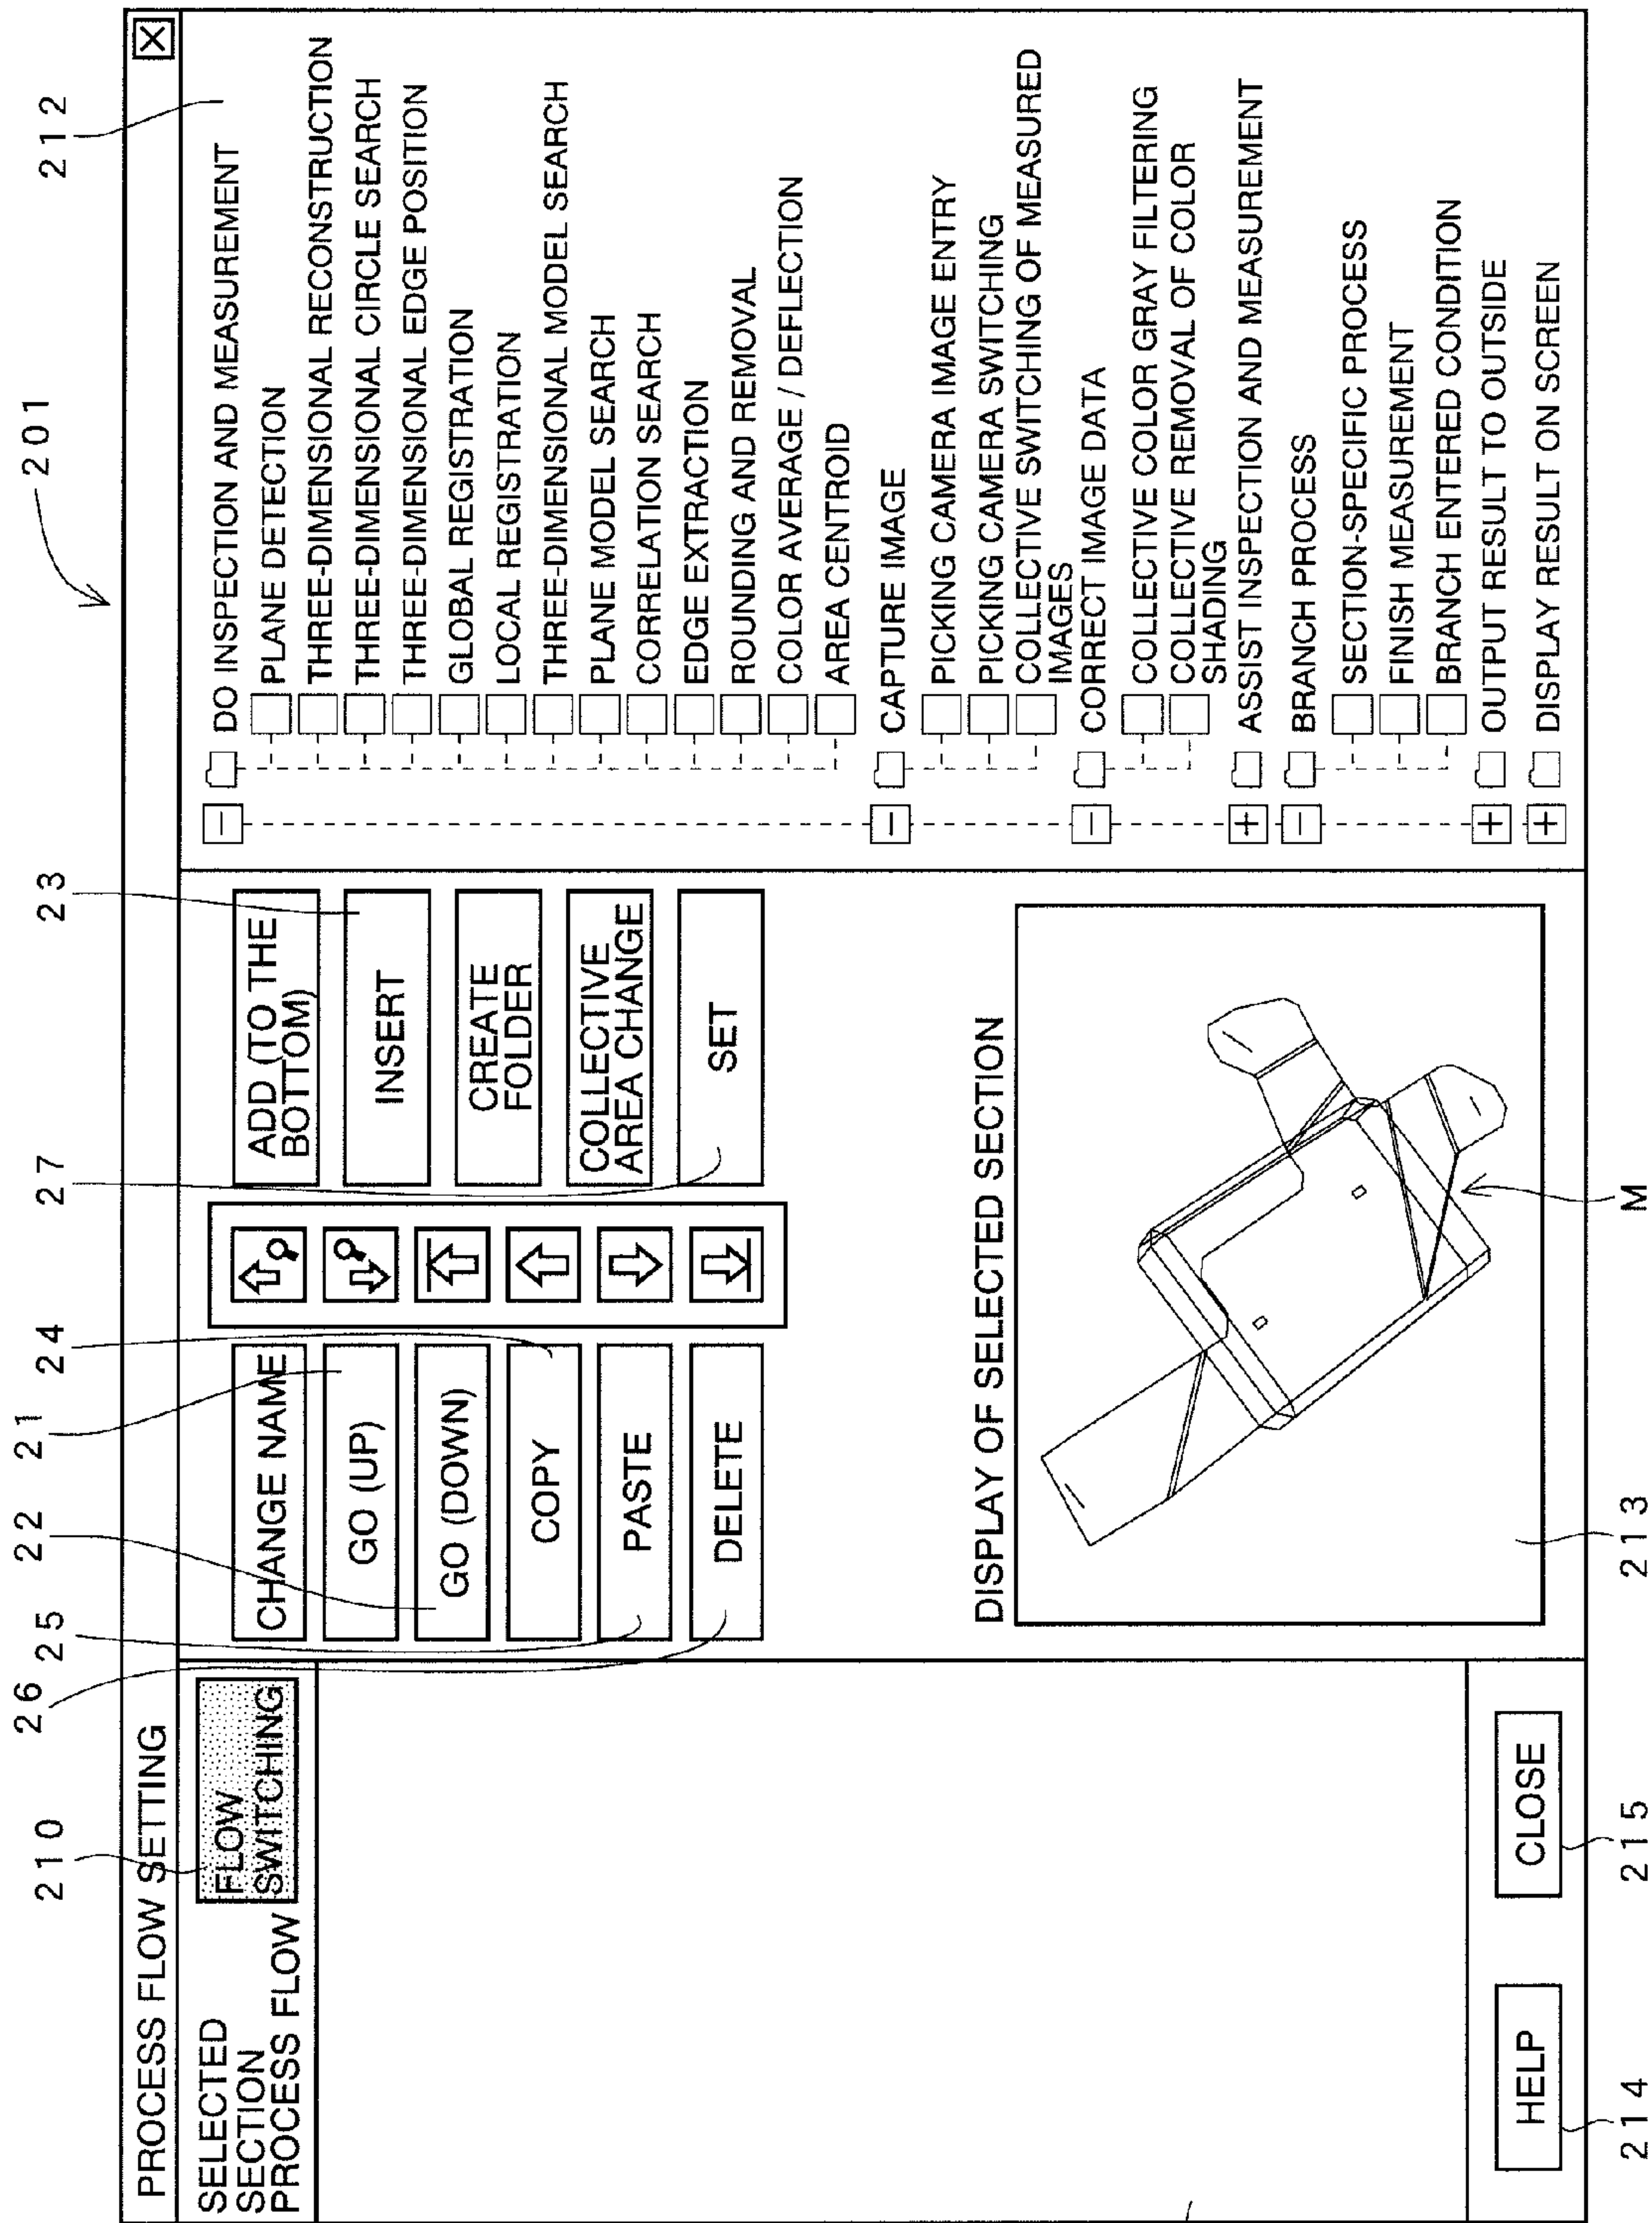 201
PROCESS FLOW SETTING
210
26
25
22
21
24
27
23
212
SELECTED
SECTION
PROCESS FLOW
FLOW
SWITCHING
CHANGE NAME
GO (UP)
GO (DOWN)
COPY
PASTE
DELETE
ADD (TO THE
BOTTOM)
INSERT
CREATE
FOLDER
COLLECTIVE
AREA CHANGE
SET
DISPLAY OF SELECTED SECTION
DO INSPECTION AND MEASUREMENT
PLANE DETECTION
THREE-DIMENSIONAL RECONSTRUCTION
THREE-DIMENSIONAL CIRCLE SEARCH
THREE-DIMENSIONAL EDGE POSITION
GLOBAL REGISTRATION
LOCAL REGISTRATION
THREE-DIMENSIONAL MODEL SEARCH
PLANE MODEL SEARCH
CORRELATION SEARCH
EDGE EXTRACTION
ROUNDING AND REMOVAL
COLOR AVERAGE / DEFLECTION
AREA CENTROID
CAPTURE IMAGE
PICKING CAMERA IMAGE ENTRY
PICKING CAMERA SWITCHING
COLLECTIVE SWITCHING OF MEASURED
IMAGES
CORRECT IMAGE DATA
COLLECTIVE COLOR GRAY FILTERING
COLLECTIVE REMOVAL OF COLOR
SHADING
ASSIST INSPECTION AND MEASUREMENT
BRANCH PROCESS
SECTION-SPECIFIC PROCESS
FINISH MEASUREMENT
BRANCH ENTERED CONDITION
OUTPUT RESULT TO OUTSIDE
DISPLAY RESULT ON SCREEN
HELP
CLOSE
214
215
213
M